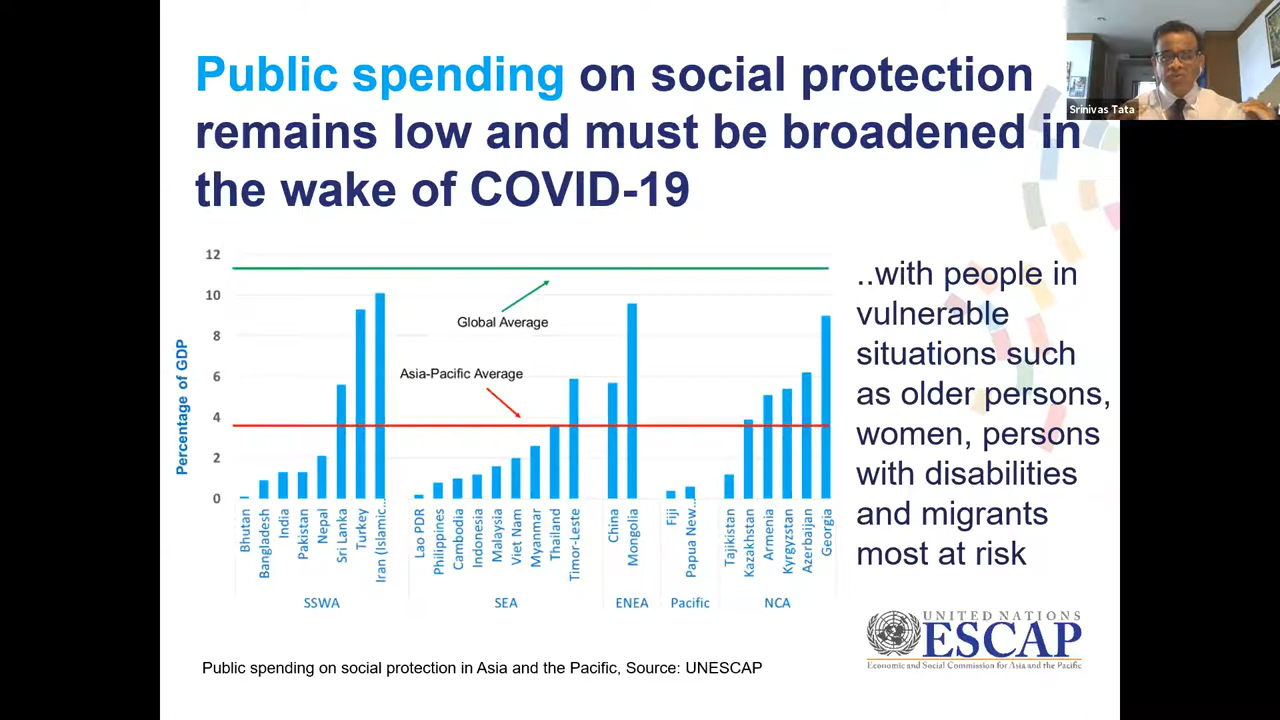 Public spending on social protection
remains low and must be broadened in
the wake of COVID-19
Srinivas Tata
12
10
8
6
4
2
0
Percentage of GDP
Global Average
Asia-Pacific Average
Bhutan
Bangladesh
India
Pakistan
Nepal
Sri Lanka
Turkey
Iran (Islamic...
Lao PDR
Philippines
Cambodia
Indonesia
Malaysia
Viet Nam
Myanmar
Thailand
Timor-Leste
China
Mongolia
Fiji
Papua New...
Tajikistan
Kazakhstan
Armenia
Kyrgyzstan
Azerbaijan
Georgia
SSWA
SEA
ENEA
Pacific
NCA
..with people in
vulnerable
situations such
as older persons,
women, persons
with disabilities
and migrants
most at risk
UNITED NATIONS
ESCAP
Economic and Social Commission for Asia and the Pacific
Public spending on social protection in Asia and the Pacific, Source: UNESCAP